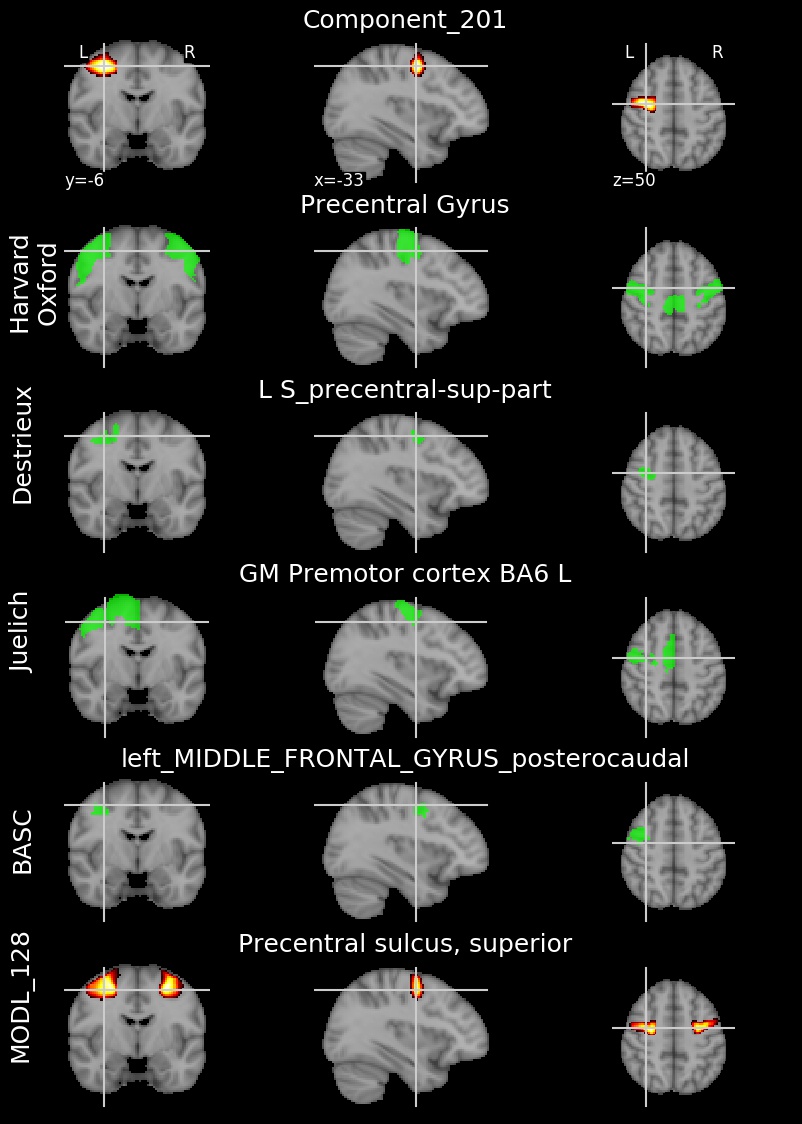 Component_201
L R
L R
y=-6
x=-33
z=50
Precentral Gyrus
Harvard
Oxford
L S_precentral-sup-part
Destrieux
GM Premotor cortex BA6 L
Juelich
left_MIDDLE_FRONTAL_GYRUS_posterocaudal
BASC
Precentral sulcus, superior
MODL_128